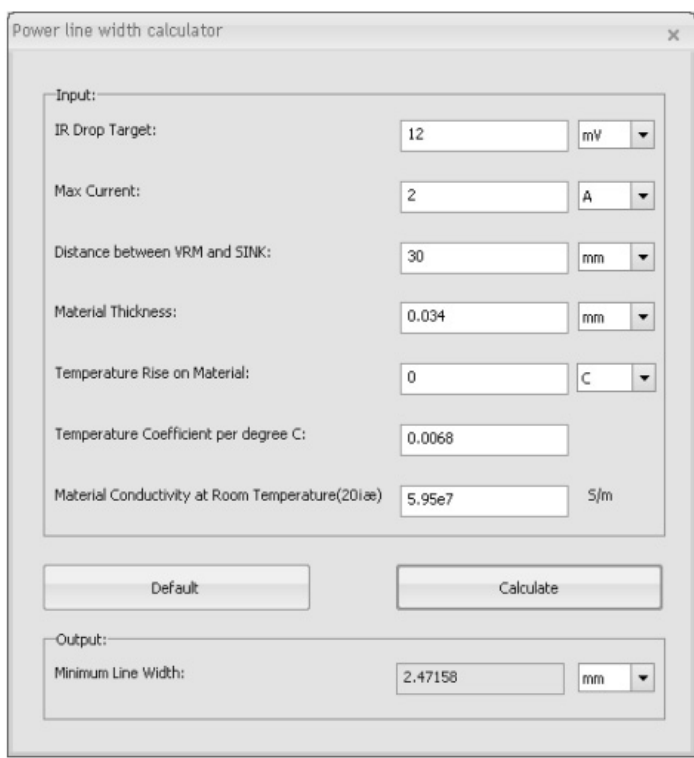 Power line width calculator
Input:
IR Drop Target: 12 mV
Max Current: 2 A
Distance between VRM and SINK: 30 mm
Material Thickness: 0.034 mm
Temperature Rise on Material: 0 C
Temperature Coefficient per degree C: 0.0068
Material Conductivity at Room Temperature(20iæ) 5.95e7 S/m
Default Calculate
Output:
Minimum Line Width: 2.47158 mm